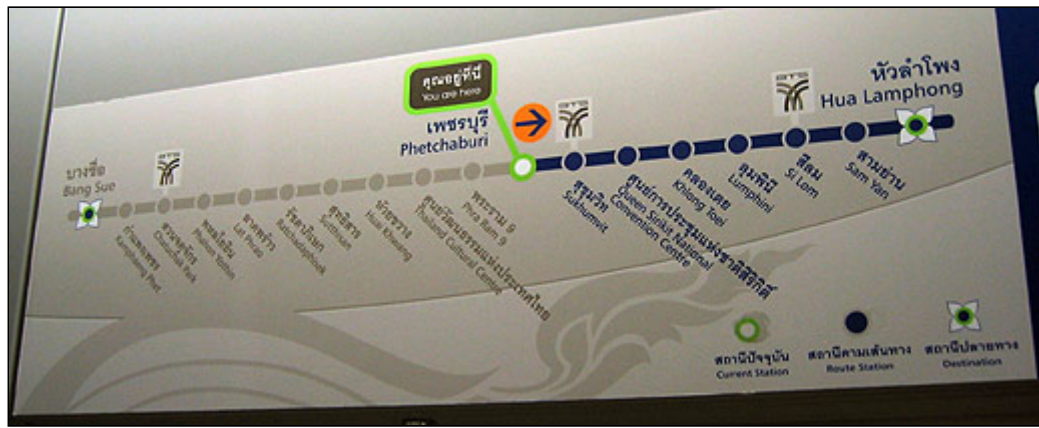 คุณอยู่ที่นี่
You are here
BTS
BTS
BTS
หัวลำโพง
Hua Lamphong
เพชรบุรี
Phetchaburi
บางซื่อ
Bang Sue
กำแพงเพชร
Kamphaeng Phet
สวนจตุจักร
Chatuchak Park
พหลโยธิน
Phahon Yothin
ลาดพร้าว
Lat Phrao
รัชดาภิเษก
Ratchadaphisek
สุทธิสาร
Sutthisan
ห้วยขวาง
Huai Khwang
ศูนย์วัฒนธรรมแห่งประเทศไทย
Thailand Cultural Centre
พระราม 9
Phra Ram 9
สุขุมวิท
Sukhumvit
ศูนย์การประชุมแห่งชาติสิริกิติ์
Queen Sirikit National
Convention Centre
คลองเตย
Khlong Toei
ลุมพินี
Lumphini
สีลม
Si Lom
สามย่าน
Sam Yan
สถานีปัจจุบัน
Current Station
สถานีตามเส้นทาง
Route Station
สถานีปลายทาง
Destination